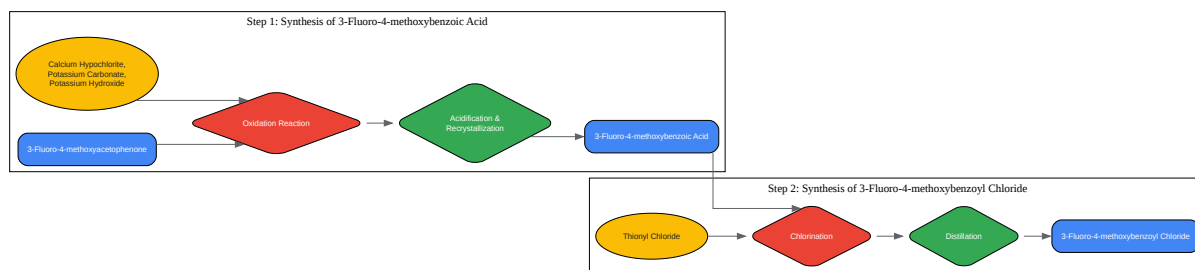 Step 1: Synthesis of 3-Fluoro-4-methoxybenzoic Acid
Calcium Hypochlorite,
Potassium Carbonate,
Potassium Hydroxide
3-Fluoro-4-methoxyacetophenone
Oxidation Reaction
Acidification &
Recrystallization
3-Fluoro-4-methoxybenzoic Acid
Step 2: Synthesis of 3-Fluoro-4-methoxybenzoyl Chloride
Thionyl Chloride
Chlorination
Distillation
3-Fluoro-4-methoxybenzoyl Chloride